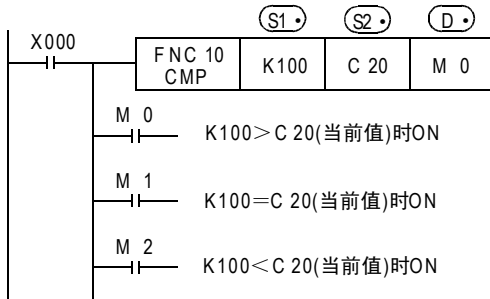 S1· S2· D·
X000
FNC 10 CMP K100 C 20 M 0
M 0
K100＞C 20(当前值)时ON
M 1
K100＝C 20(当前值)时ON
M 2
K100＜C 20(当前值)时ON